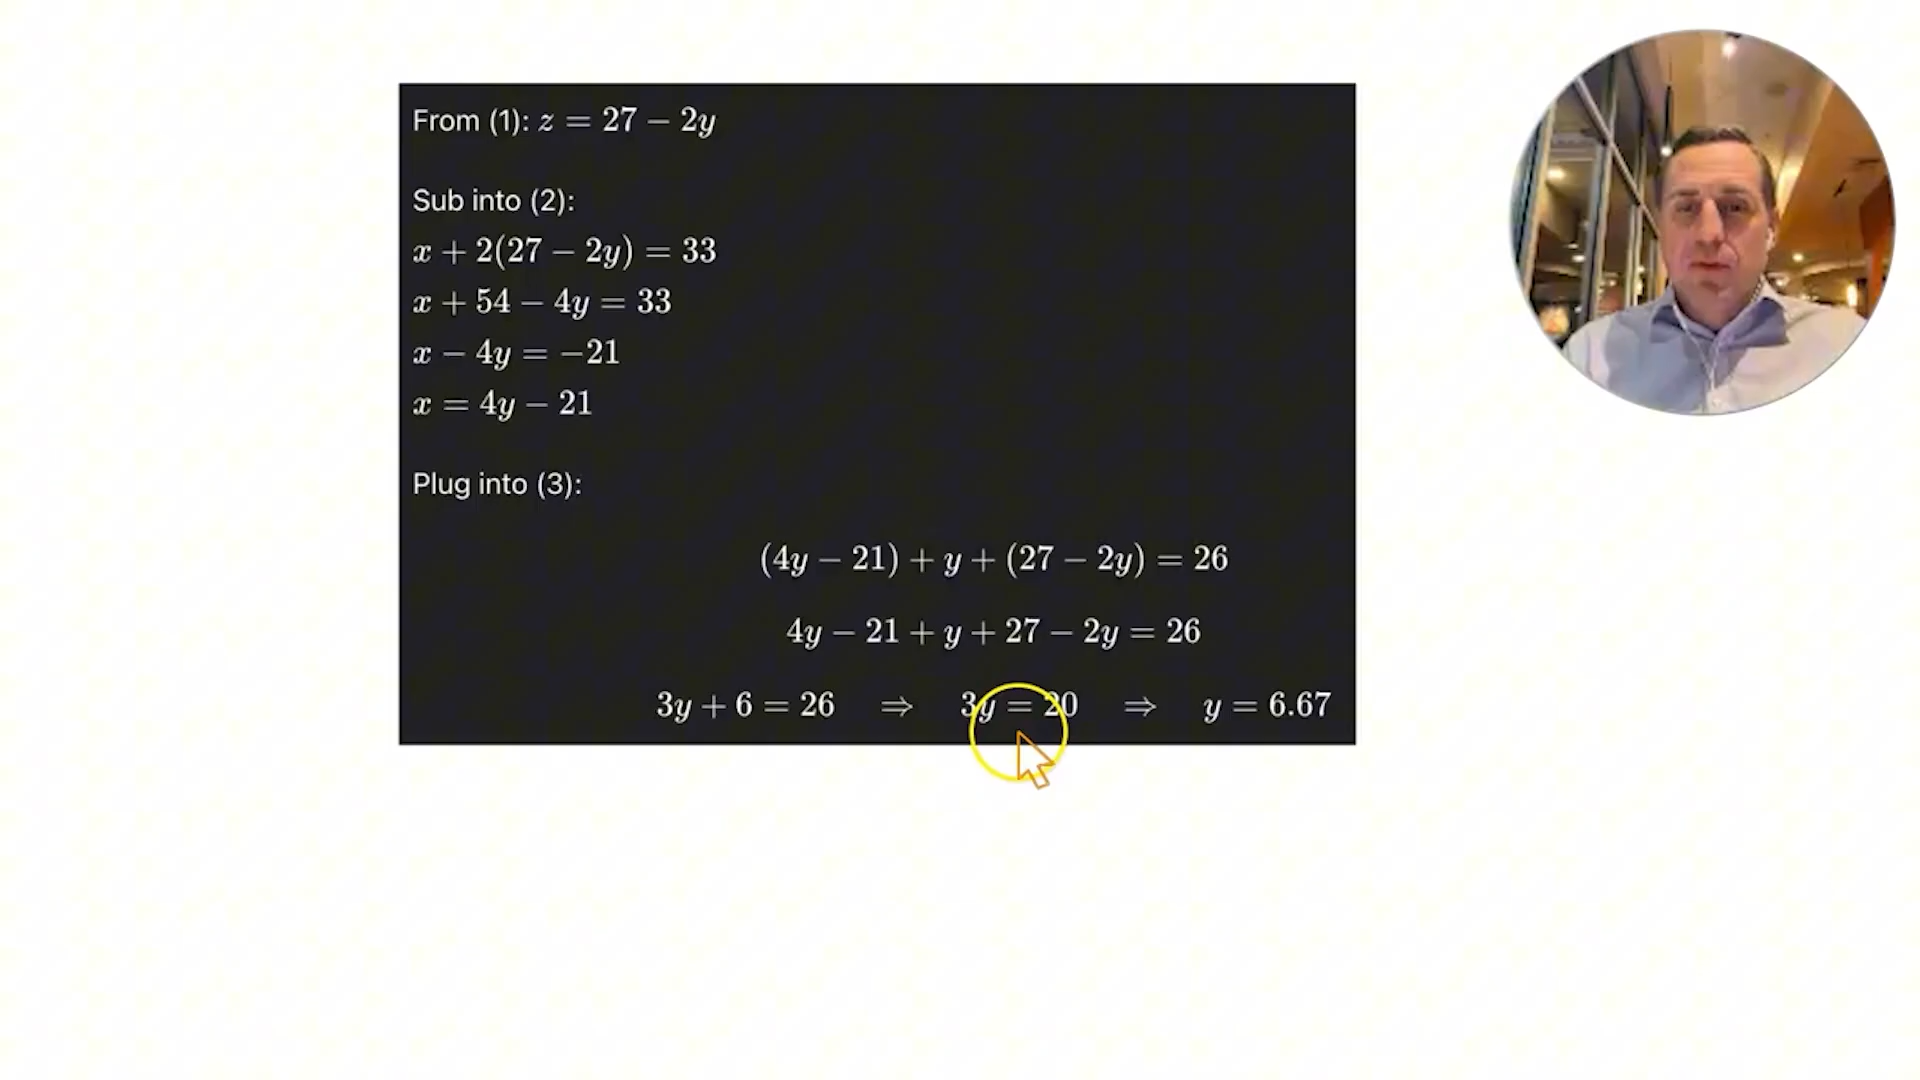 From (1): z = 27 − 2y
Sub into (2):
x + 2(27 − 2y) = 33
x + 54 − 4y = 33
x − 4y = −21
x = 4y − 21
Plug into (3):
(4y − 21) + y + (27 − 2y) = 26
4y − 21 + y + 27 − 2y = 26
3y + 6 = 26 ⇒ 3y = 20 ⇒ y = 6.67